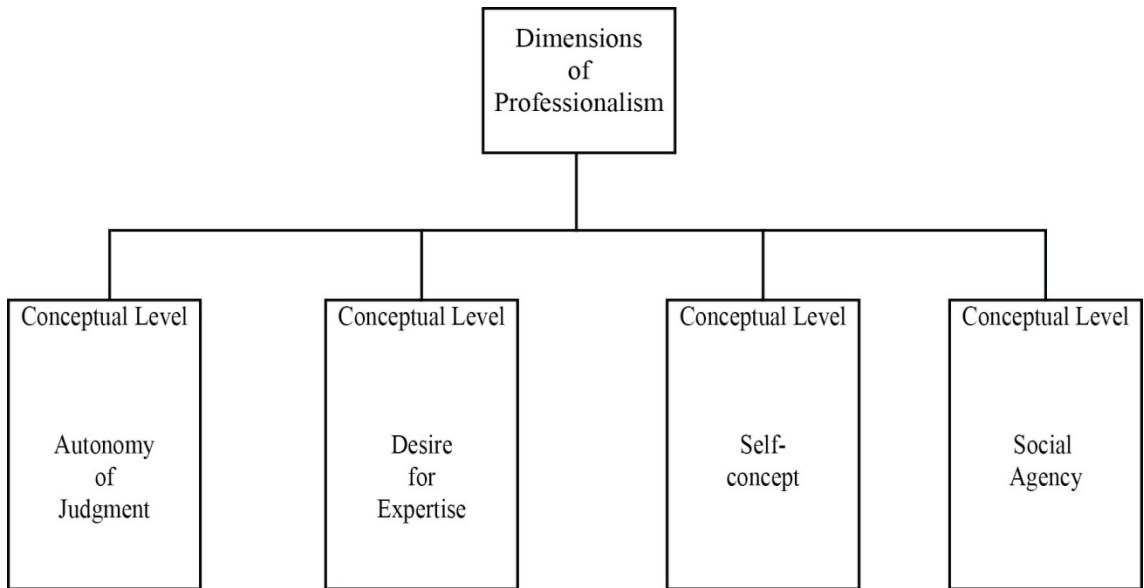 Dimensions
of
Professionalism
Conceptual Level
Autonomy
of
Judgment
Conceptual Level
Desire
for
Expertise
Conceptual Level
Self-
concept
Conceptual Level
Social
Agency